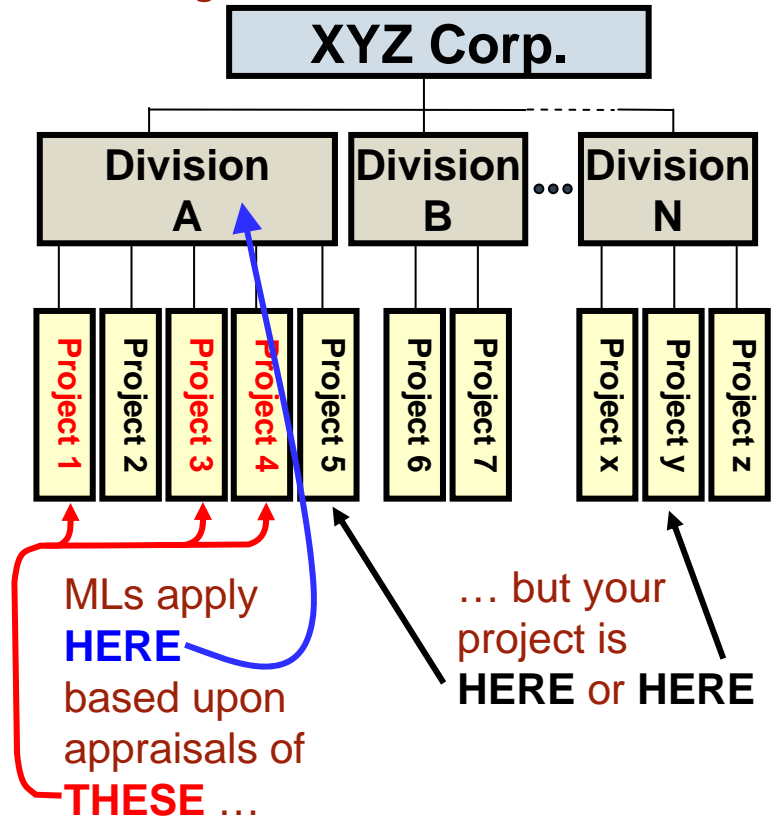 XYZ Corp.
Division
A
Division
B
Division
N
Project 1
Project 2
Project 3
Project 4
Project 5
Project 6
Project 7
Project x
Project y
Project z
MLs apply
HERE
based upon
appraisals of
THESE …
… but your
project is
HERE or HERE